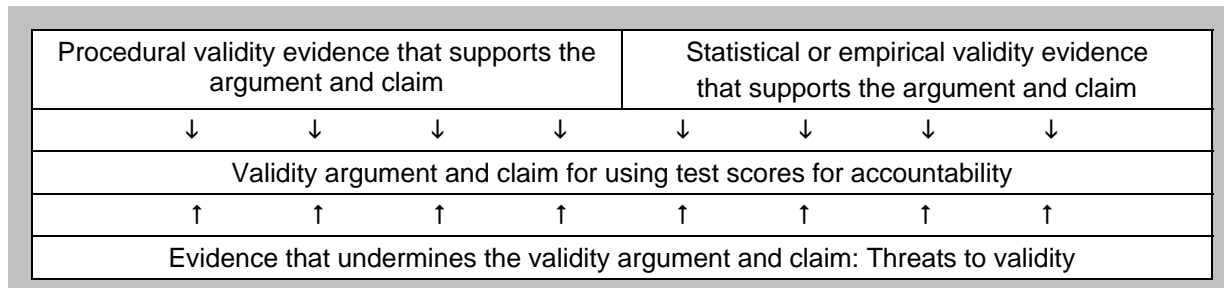 Procedural validity evidence that supports the
argument and claim
Statistical or empirical validity evidence
that supports the argument and claim
↓ ↓ ↓ ↓ ↓ ↓ ↓ ↓
Validity argument and claim for using test scores for accountability
↑ ↑ ↑ ↑ ↑ ↑ ↑ ↑
Evidence that undermines the validity argument and claim: Threats to validity